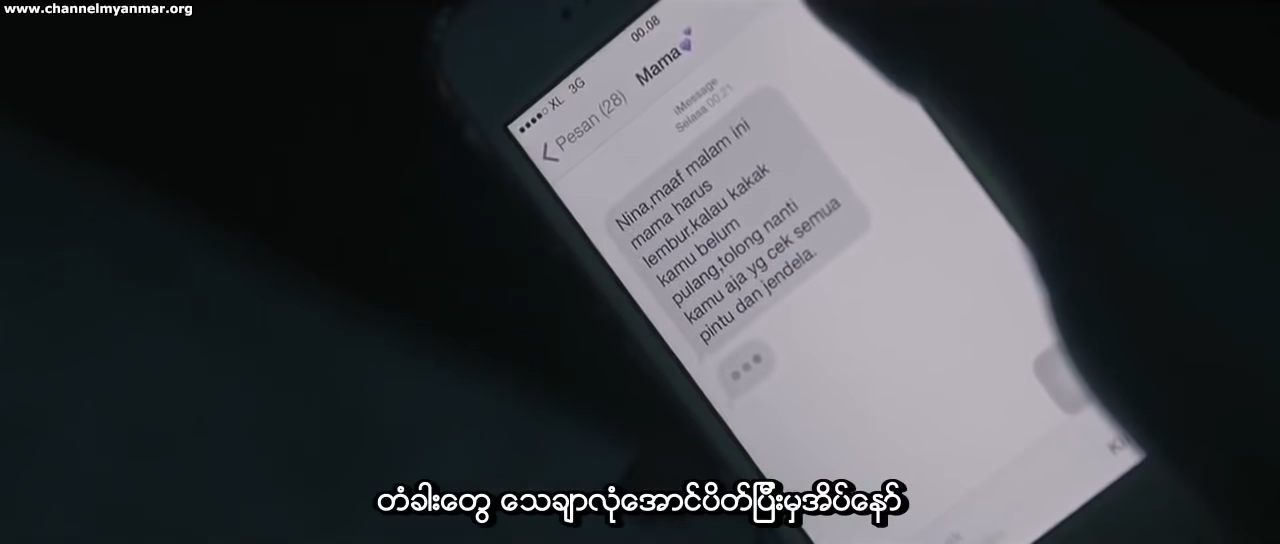 www.channelmyanmar.org
XL 3G 00.08
Pesan (28) Mama
iMessage
Selasa 00.21
Nina,maaf malam ini
mama harus
lembur.kalau kakak
kamu belum
pulang,tolong nanti
kamu aja yg cek semua
pintu dan jendela.
တံခါးတွေ သေချာလုံအောင်ပိတ်ပြီးမှအိပ်နော်